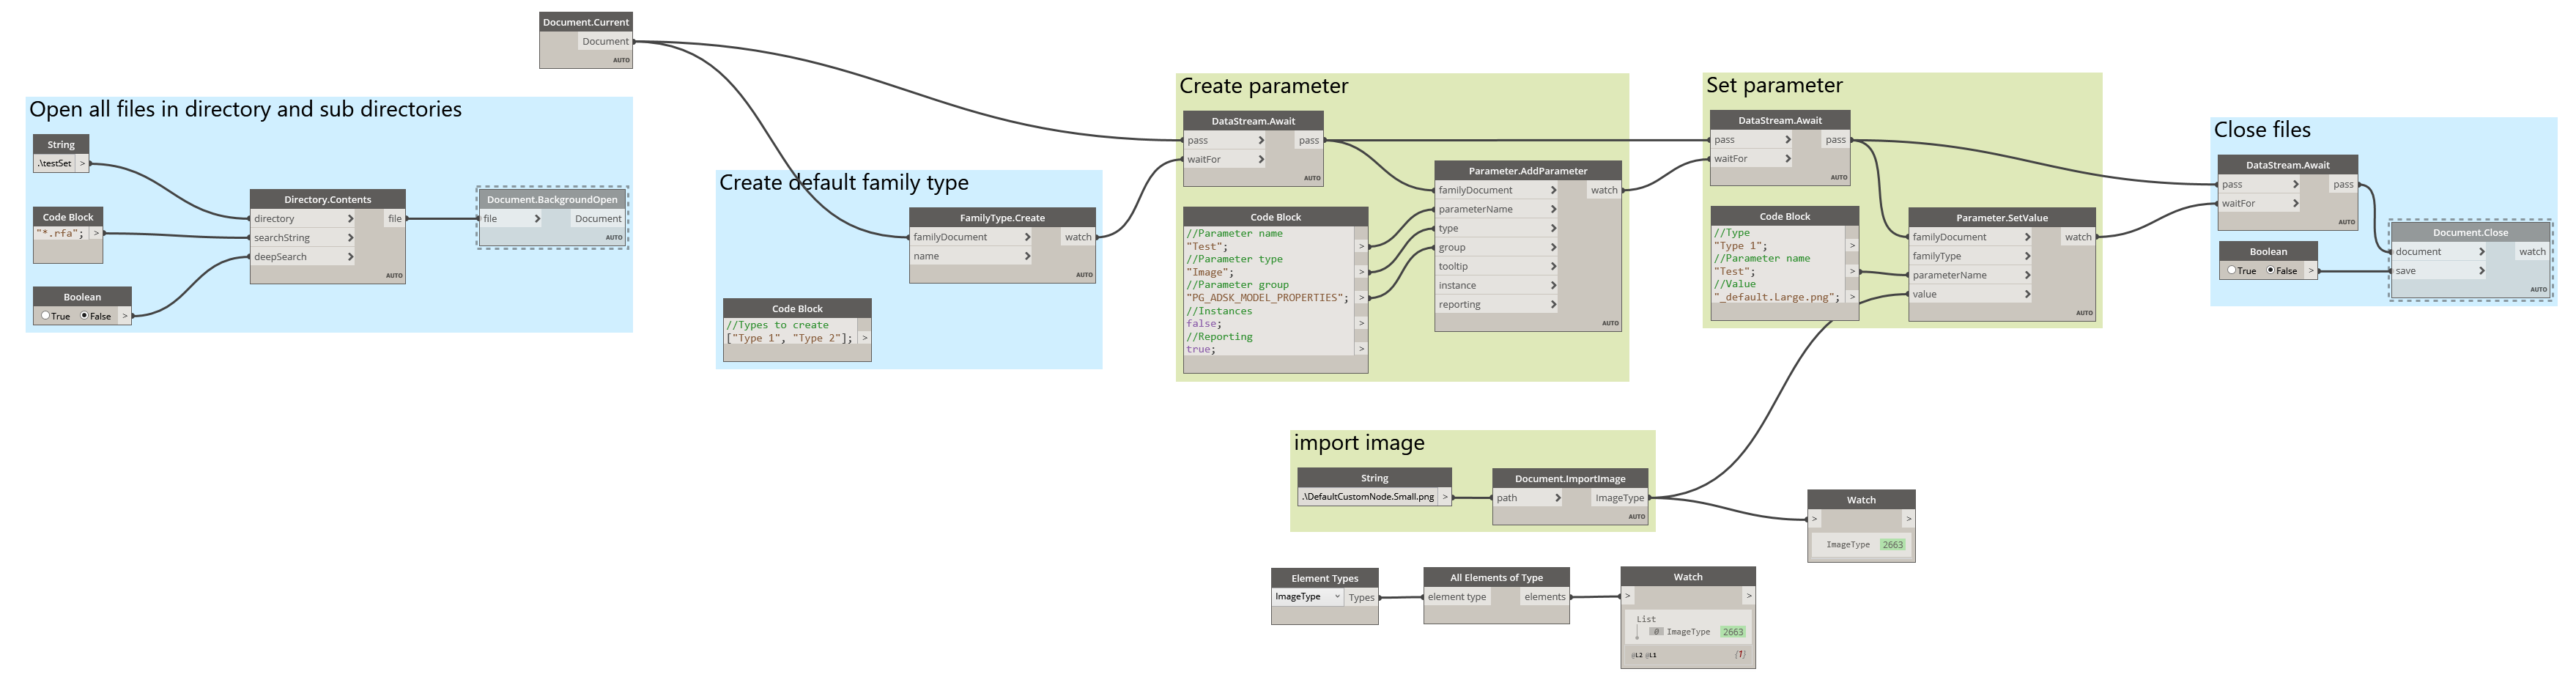 Document.Current
Document
AUTO
Open all files in directory and sub directories
String
.\testSet >
Code Block
"*.rfa"; >
Boolean
True False >
Directory.Contents
directory > file
searchString >
deepSearch >
AUTO
Document.BackgroundOpen
file > Document
AUTO
Create default family type
FamilyType.Create
familyDocument > watch
name >
AUTO
Code Block
//Types to create
["Type 1", "Type 2"]; >
Create parameter
DataStream.Await
pass > pass
waitFor >
AUTO
Code Block
//Parameter name
"Test"; >
//Parameter type
"Image"; >
//Parameter group
"PG_ADSK_MODEL_PROPERTIES"; >
//Instances
false; >
//Reporting
true; >
Parameter.AddParameter
familyDocument > watch
parameterName >
type >
group >
tooltip >
instance >
reporting >
AUTO
Set parameter
DataStream.Await
pass > pass
waitFor >
AUTO
Code Block
//Type
"Type 1"; >
//Parameter name
"Test"; >
//Value
"_default.Large.png"; >
Parameter.SetValue
familyDocument > watch
familyType >
parameterName >
value >
AUTO
Close files
DataStream.Await
pass > pass
waitFor >
AUTO
Boolean
True False >
Document.Close
document > watch
save >
AUTO
import image
String
.\DefaultCustomNode.Small.png >
Document.ImportImage
path > ImageType
AUTO
Watch
> >
ImageType 2663
Element Types
ImageType Types
All Elements of Type
element type elements
Watch
> >
List
0 ImageType 2663
@L2 @L1 {1}